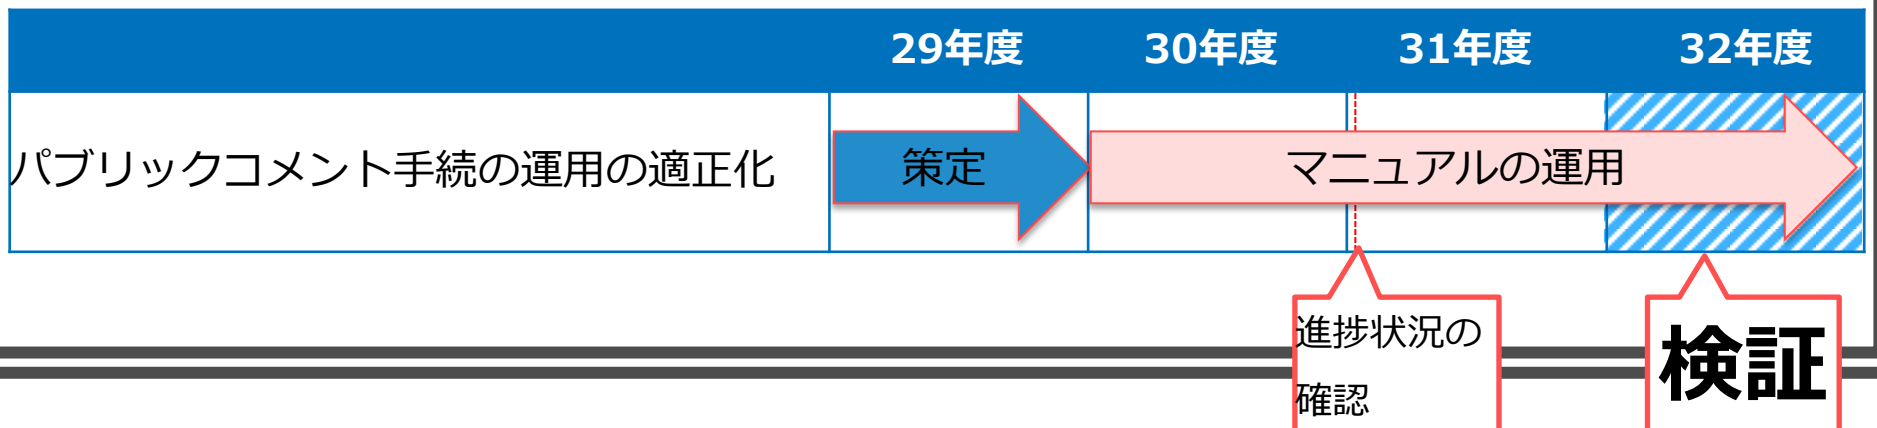 29年度 30年度 31年度 32年度
パブリックコメント手続の運用の適正化 策定 マニュアルの運用
進捗状況の
確認
検証